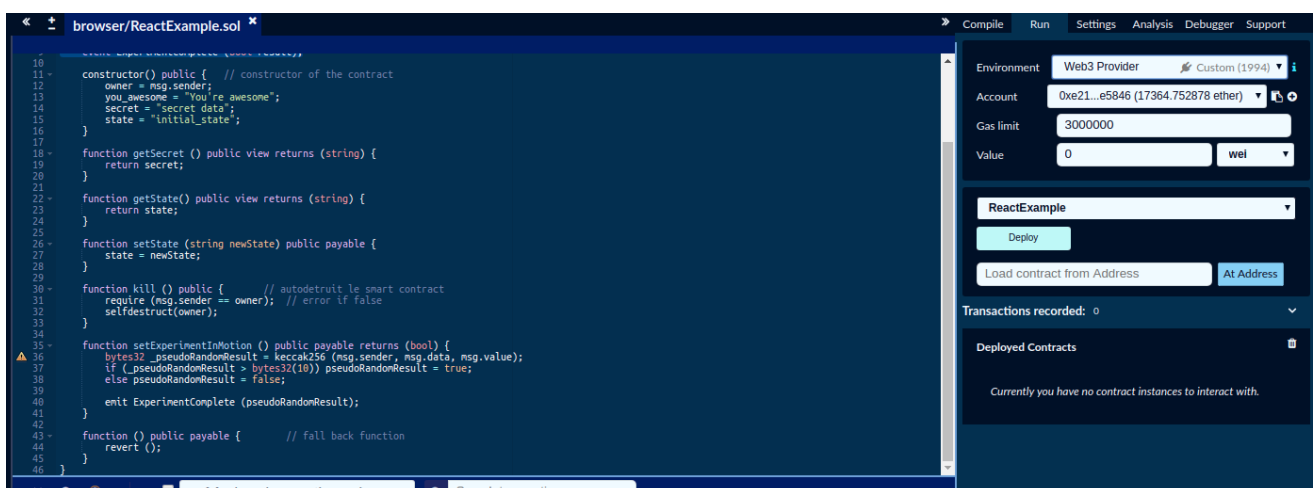 browser/ReactExample.sol
Compile Run Settings Analysis Debugger Support
9 event ExperimentComplete (bool result);
10
11 constructor() public { // constructor of the contract
12 owner = msg.sender;
13 you_awesome = "You're awesome";
14 secret = "secret data";
15 state = "initial_state";
16 }
17
18 function getSecret () public view returns (string) {
19 return secret;
20 }
21
22 function getState() public view returns (string) {
23 return state;
24 }
25
26 function setState (string newState) public payable {
27 state = newState;
28 }
29
30 function kill () public { // autodetruit le smart contract
31 require (msg.sender == owner); // error if false
32 selfdestruct(owner);
33 }
34
35 function setExperimentInMotion () public payable returns (bool) {
36 bytes32 _pseudoRandomResult = keccak256 (msg.sender, msg.data, msg.value);
37 if (_pseudoRandomResult > bytes32(10)) pseudoRandomResult = true;
38 else pseudoRandomResult = false;
39
40 emit ExperimentComplete (pseudoRandomResult);
41 }
42
43 function () public payable { // fall back function
44 revert ();
45 }
46 }
Environment Web3 Provider Custom (1994) i
Account 0xe21...e5846 (17364.752878 ether)
Gas limit 3000000
Value 0 wei
ReactExample
Deploy
Load contract from Address At Address
Transactions recorded: 0
Deployed Contracts
Currently you have no contract instances to interact with.